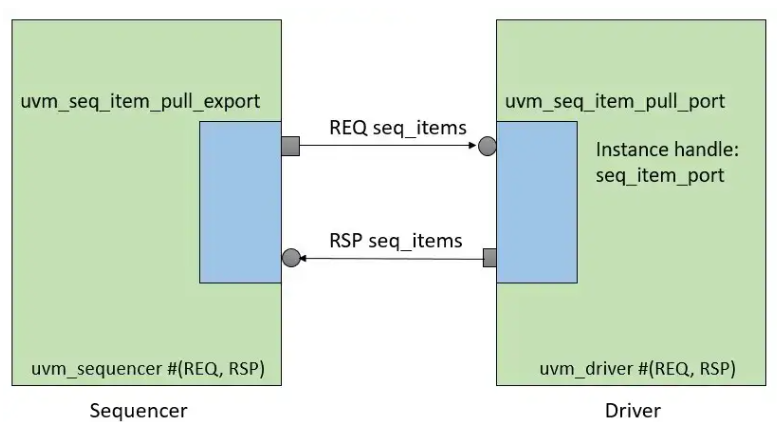 uvm_seq_item_pull_export
uvm_seq_item_pull_port
REQ seq_items
Instance handle:
seq_item_port
RSP seq_items
uvm_sequencer #(REQ, RSP)
uvm_driver #(REQ, RSP)
Sequencer
Driver